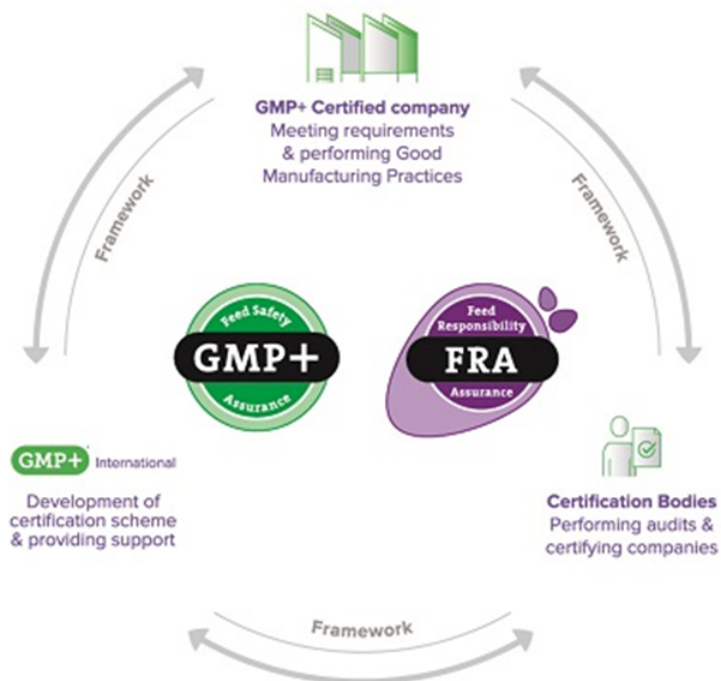 GMP+ Certified company
Meeting requirements
& performing Good
Manufacturing Practices
Framework
Framework
Feed Safety
GMP+
Assurance
Feed
Responsibility
FRA
Assurance
GMP+ International
Development of
certification scheme
& providing support
Certification Bodies
Performing audits &
certifying companies
Framework